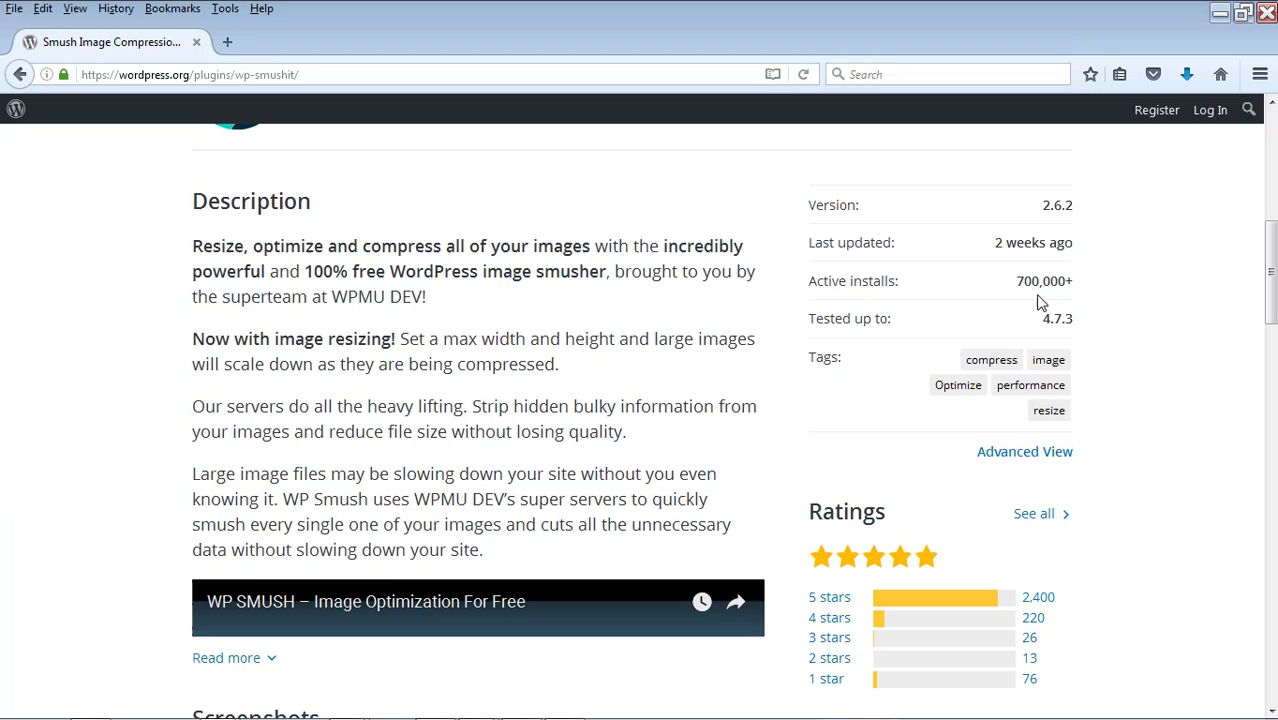 File Edit View History Bookmarks Tools Help
Smush Image Compressio...
https://wordpress.org/plugins/wp-smushit/
Search
Register Log In
Description
Resize, optimize and compress all of your images with the incredibly
powerful and 100% free WordPress image smusher, brought to you by
the superteam at WPMU DEV!
Now with image resizing! Set a max width and height and large images
will scale down as they are being compressed.
Our servers do all the heavy lifting. Strip hidden bulky information from
your images and reduce file size without losing quality.
Large image files may be slowing down your site without you even
knowing it. WP Smush uses WPMU DEV's super servers to quickly
smush every single one of your images and cuts all the unnecessary
data without slowing down your site.
WP SMUSH – Image Optimization For Free
Read more
Screenshots
Version: 2.6.2
Last updated: 2 weeks ago
Active installs: 700,000+
Tested up to: 4.7.3
Tags: compress image
Optimize performance
resize
Advanced View
Ratings See all
5 stars 2,400
4 stars 220
3 stars 26
2 stars 13
1 star 76